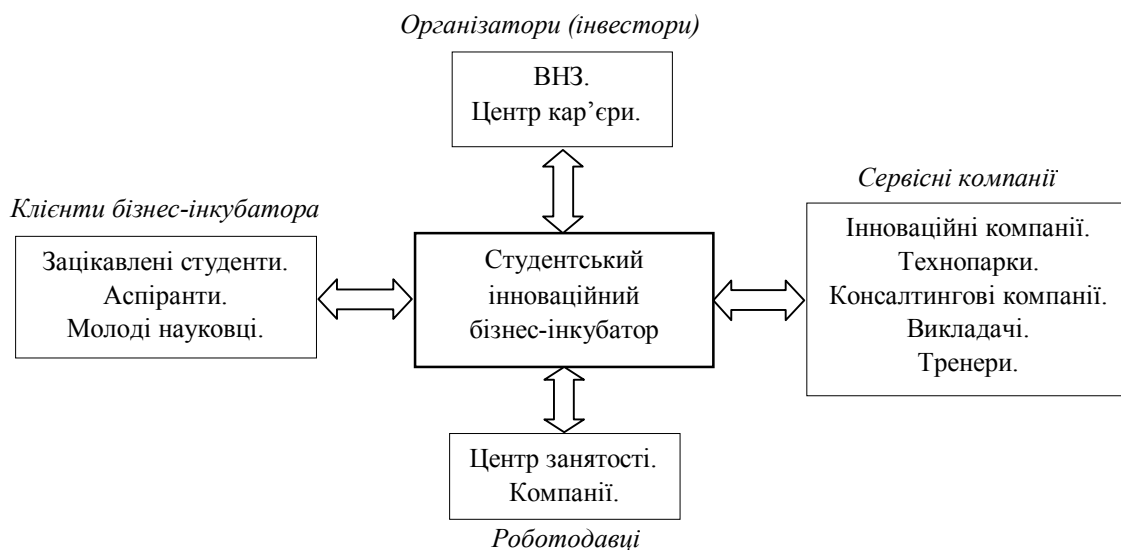 Організатори (інвестори)
ВНЗ.
Центр кар’єри.
Клієнти бізнес-інкубатора
Зацікавлені студенти.
Аспіранти.
Молоді науковці.
Студентський
інноваційний
бізнес-інкубатор
Сервісні компанії
Інноваційні компанії.
Технопарки.
Консалтингові компанії.
Викладачі.
Тренери.
Центр занятості.
Компанії.
Роботодавці